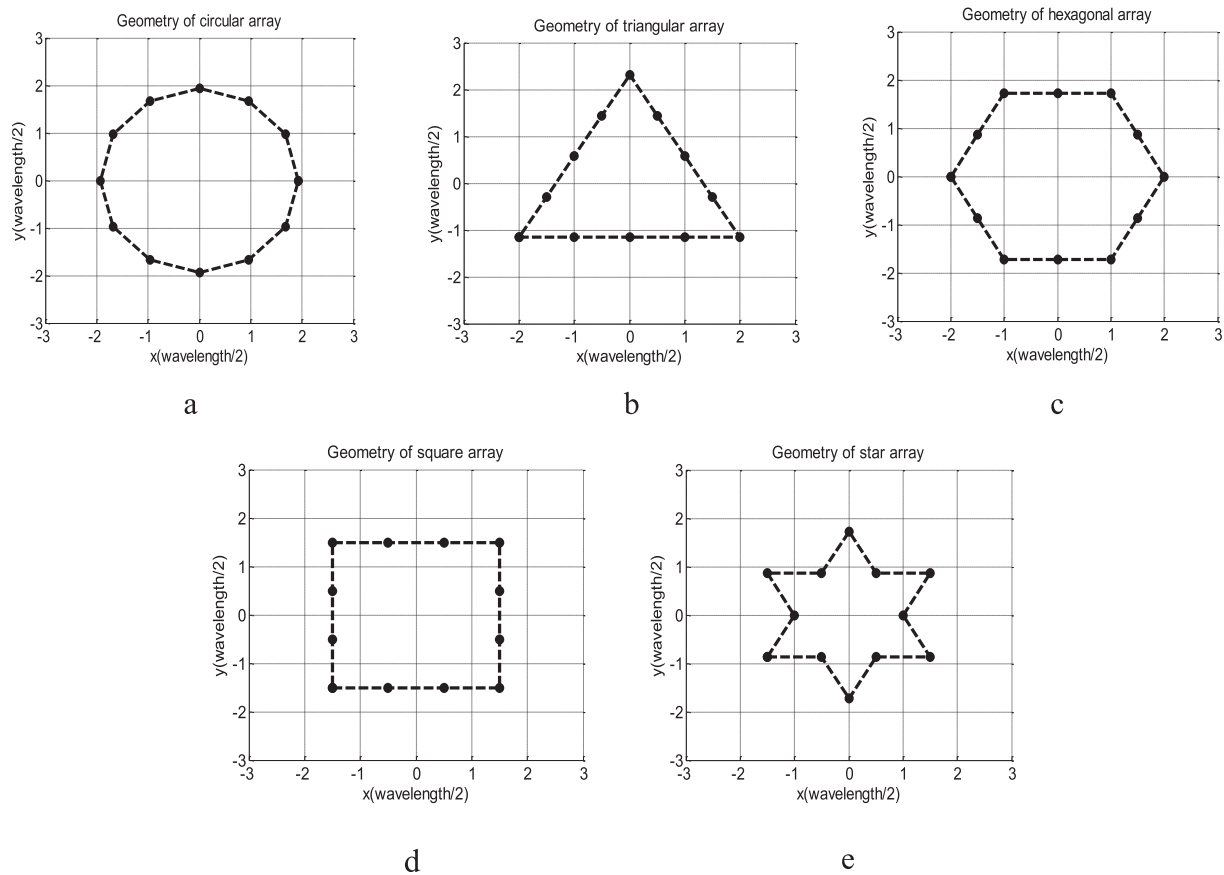 Geometry of circular array
3
2
1
0
-1
-2
-3
-3 -2 -1 0 1 2 3
y(wavelength/2)
x(wavelength/2)
a
Geometry of triangular array
3
2
1
0
-1
-2
-3
-3 -2 -1 0 1 2 3
y(wavelength/2)
x(wavelength/2)
b
Geometry of hexagonal array
3
2
1
0
-1
-2
-3
-3 -2 -1 0 1 2 3
y(wavelength/2)
x(wavelength/2)
c
Geometry of square array
3
2
1
0
-1
-2
-3
-3 -2 -1 0 1 2 3
y(wavelength/2)
x(wavelength/2)
d
Geometry of star array
3
2
1
0
-1
-2
-3
-3 -2 -1 0 1 2 3
y(wavelength/2)
x(wavelength/2)
e